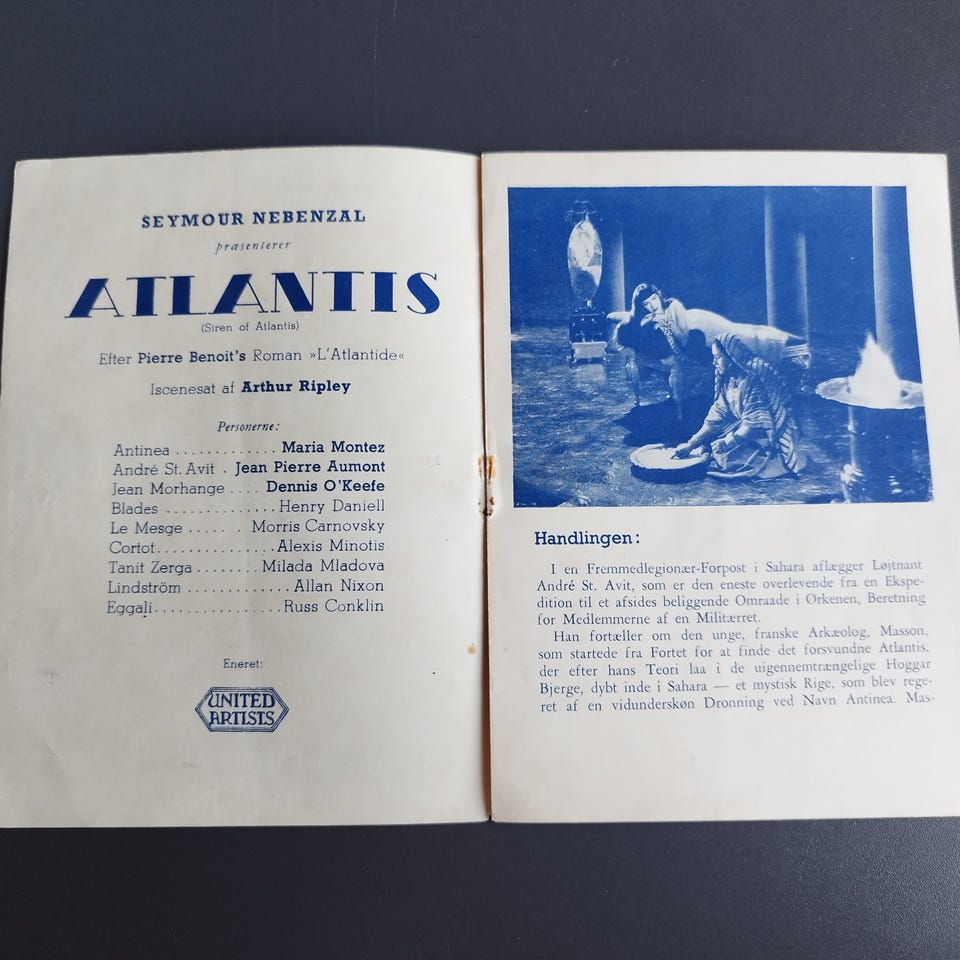 SEYMOUR NEBENZAL
præsenterer
ATLANTIS
(Siren of Atlantis)
Efter Pierre Benoit's Roman »L'Atlantide«
Iscenesat af Arthur Ripley
Personerne:
Antinea ............. Maria Montez
André St. Avit . Jean Pierre Aumont
Jean Morhange .... Dennis O'Keefe
Blades .............. Henry Daniell
Le Mesge ..... . Morris Carnovsky
Cortot............... Alexis Minotis
Tanit Zerga ........ Milada Mladova
Lindström ............. Allan Nixon
Eggali................ Russ Conklin
Eneret:
UNITED
ARTISTS
Handlingen:
I en Fremmedlegionær-Forpost i Sahara aflægger Løjtnant
André St. Avit, som er den eneste overlevende fra en Ekspe-
dition til et afsides beliggende Omraade i Ørkenen, Beretning
for Medlemmerne af en Militærret.
Han fortæller om den unge, franske Arkæolog, Masson,
som startede fra Fortet for at finde det forsvundne Atlantis,
der efter hans Teori laa i de uigennemtrængelige Hoggar
Bjerge, dybt inde i Sahara — et mystisk Rige, som blev rege-
ret af en vidunderskøn Dronning ved Navn Antinea. Mas-